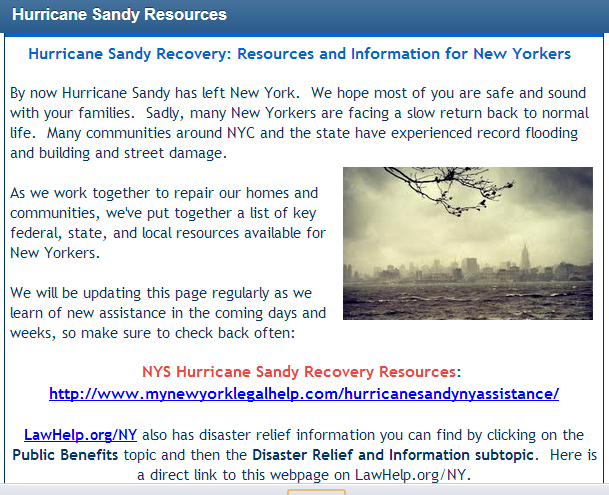 Hurricane Sandy Resources
Hurricane Sandy Recovery: Resources and Information for New Yorkers
By now Hurricane Sandy has left New York.  We hope most of you are safe and sound
with your families.  Sadly, many New Yorkers are facing a slow return back to normal
life.  Many communities around NYC and the state have experienced record flooding
and building and street damage.
As we work together to repair our homes and
communities, we've put together a list of key
federal, state, and local resources available for
New Yorkers.
We will be updating this page regularly as we
learn of new assistance in the coming days and
weeks, so make sure to check back often:
NYS Hurricane Sandy Recovery Resources:
http://www.mynewyorklegalhelp.com/hurricanesandynyassistance/
LawHelp.org/NY also has disaster relief information you can find by clicking on the
Public Benefits topic and then the Disaster Relief and Information subtopic.  Here is
a direct link to this webpage on LawHelp.org/NY.